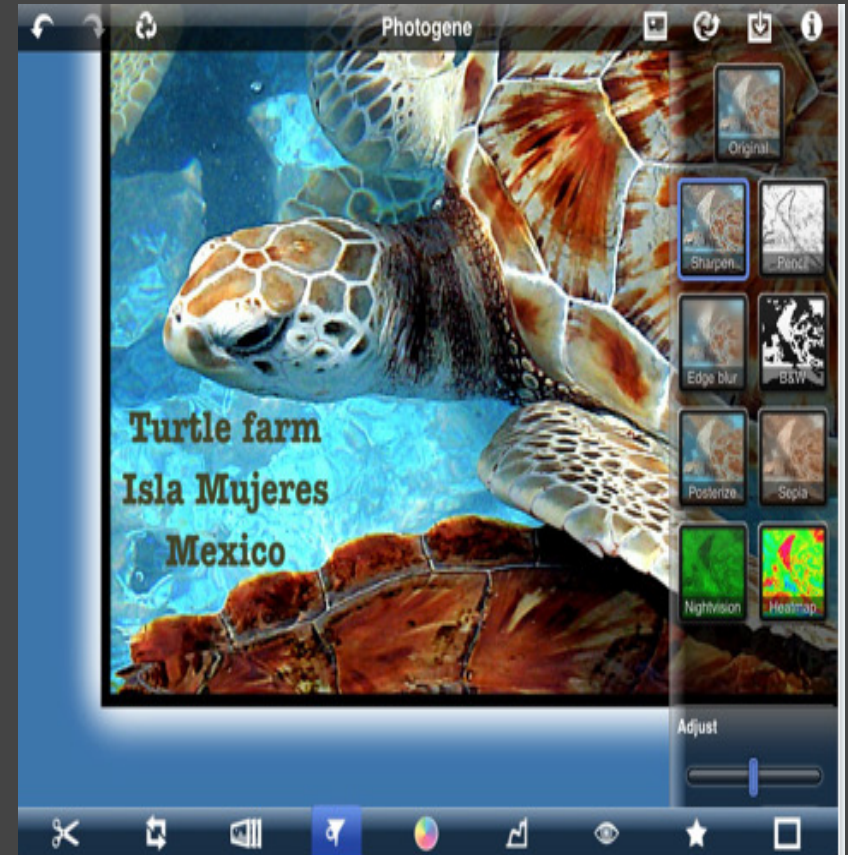 Photogene
Original
Sharpen
Pencil
Edge blur
B&W
Posterize
Sepia
Nightvision
Heatmap
Turtle farm
Isla Mujeres
Mexico
Adjust